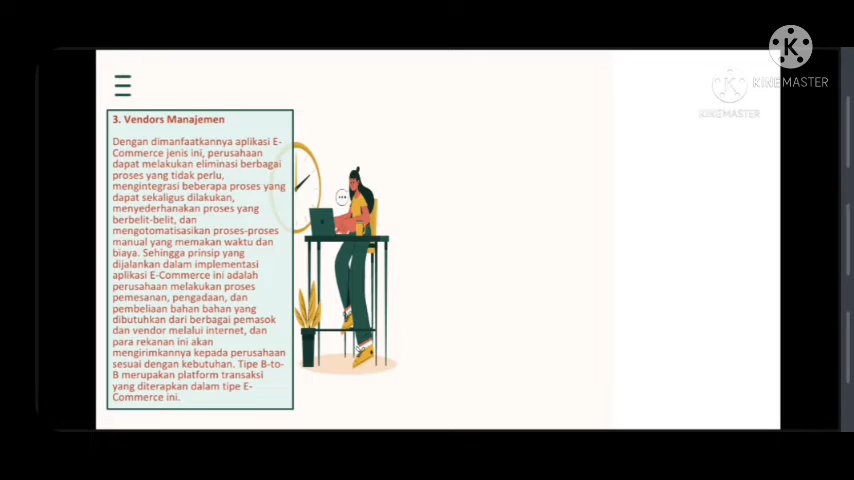 KINEMASTER
KINEMASTER
3. Vendors Manajemen
Dengan dimanfaatkannya aplikasi E-
Commerce jenis ini, perusahaan
dapat melakukan eliminasi berbagai
proses yang tidak perlu,
mengintegrasi beberapa proses yang
dapat sekaligus dilakukan,
menyederhanakan proses yang
berbelit-belit, dan
mengotomatisasikan proses-proses
manual yang memakan waktu dan
biaya. Sehingga prinsip yang
dijalankan dalam implementasi
aplikasi E-Commerce ini adalah
perusahaan melakukan proses
pemesanan, pengadaan, dan
pembeliaan bahan bahan yang
dibutuhkan dari berbagai pemasok
dan vendor melalui internet, dan
para rekanan ini akan
mengirimkannya kepada perusahaan
sesuai dengan kebutuhan. Tipe B-to-
B merupakan platform transaksi
yang diterapkan dalam tipe E-
Commerce ini.